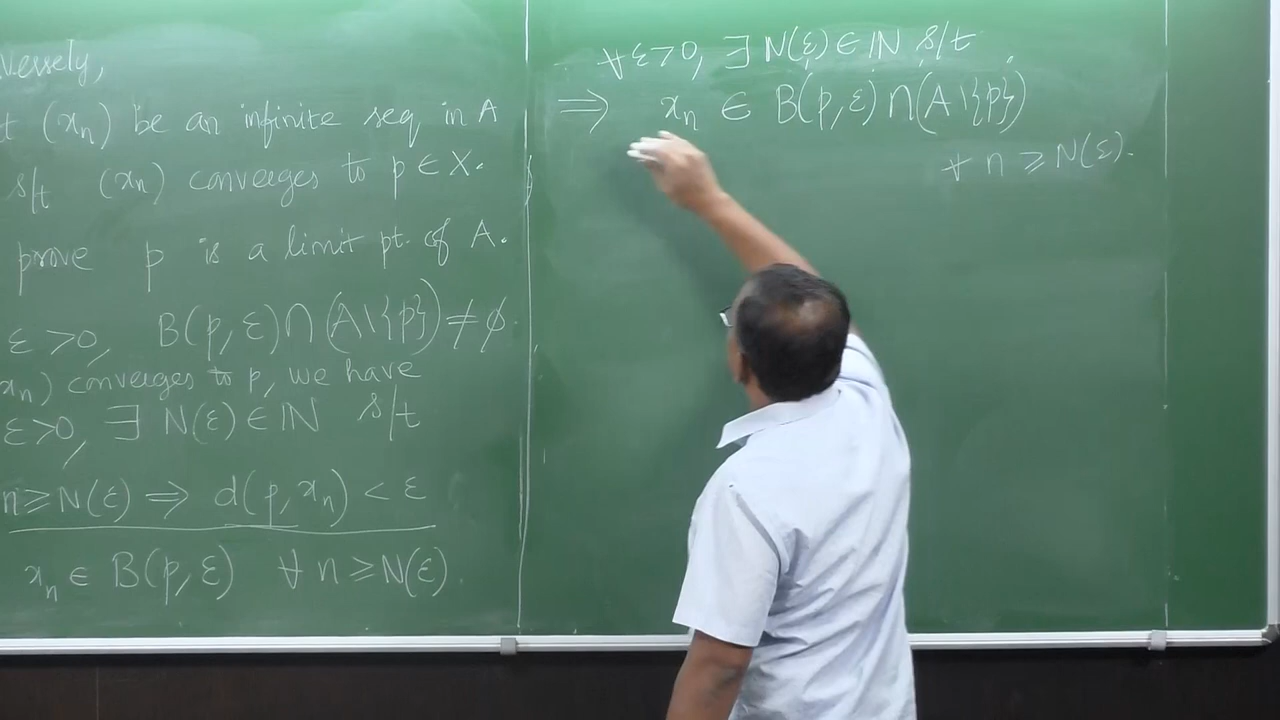 versely,
t (xₙ) be an infinite seq in A
s/t (xₙ) converges to p ∈ X.
prove p is a limit pt. of A.
ε > 0, B(p, ε) ∩ (A \ {p}) ≠ ϕ
xₙ) converges to p, we have
ε > 0, ∃ N(ε) ∈ ℕ s/t
n ≥ N(ε) ⟹ d(p, xₙ) < ε
xₙ ∈ B(p, ε) ∀ n ≥ N(ε).
∀ ε > 0, ∃ N(ε) ∈ ℕ s/t
⟹ xₙ ∈ B(p, ε) ∩ (A \ {p})
∀ n ≥ N(ε).